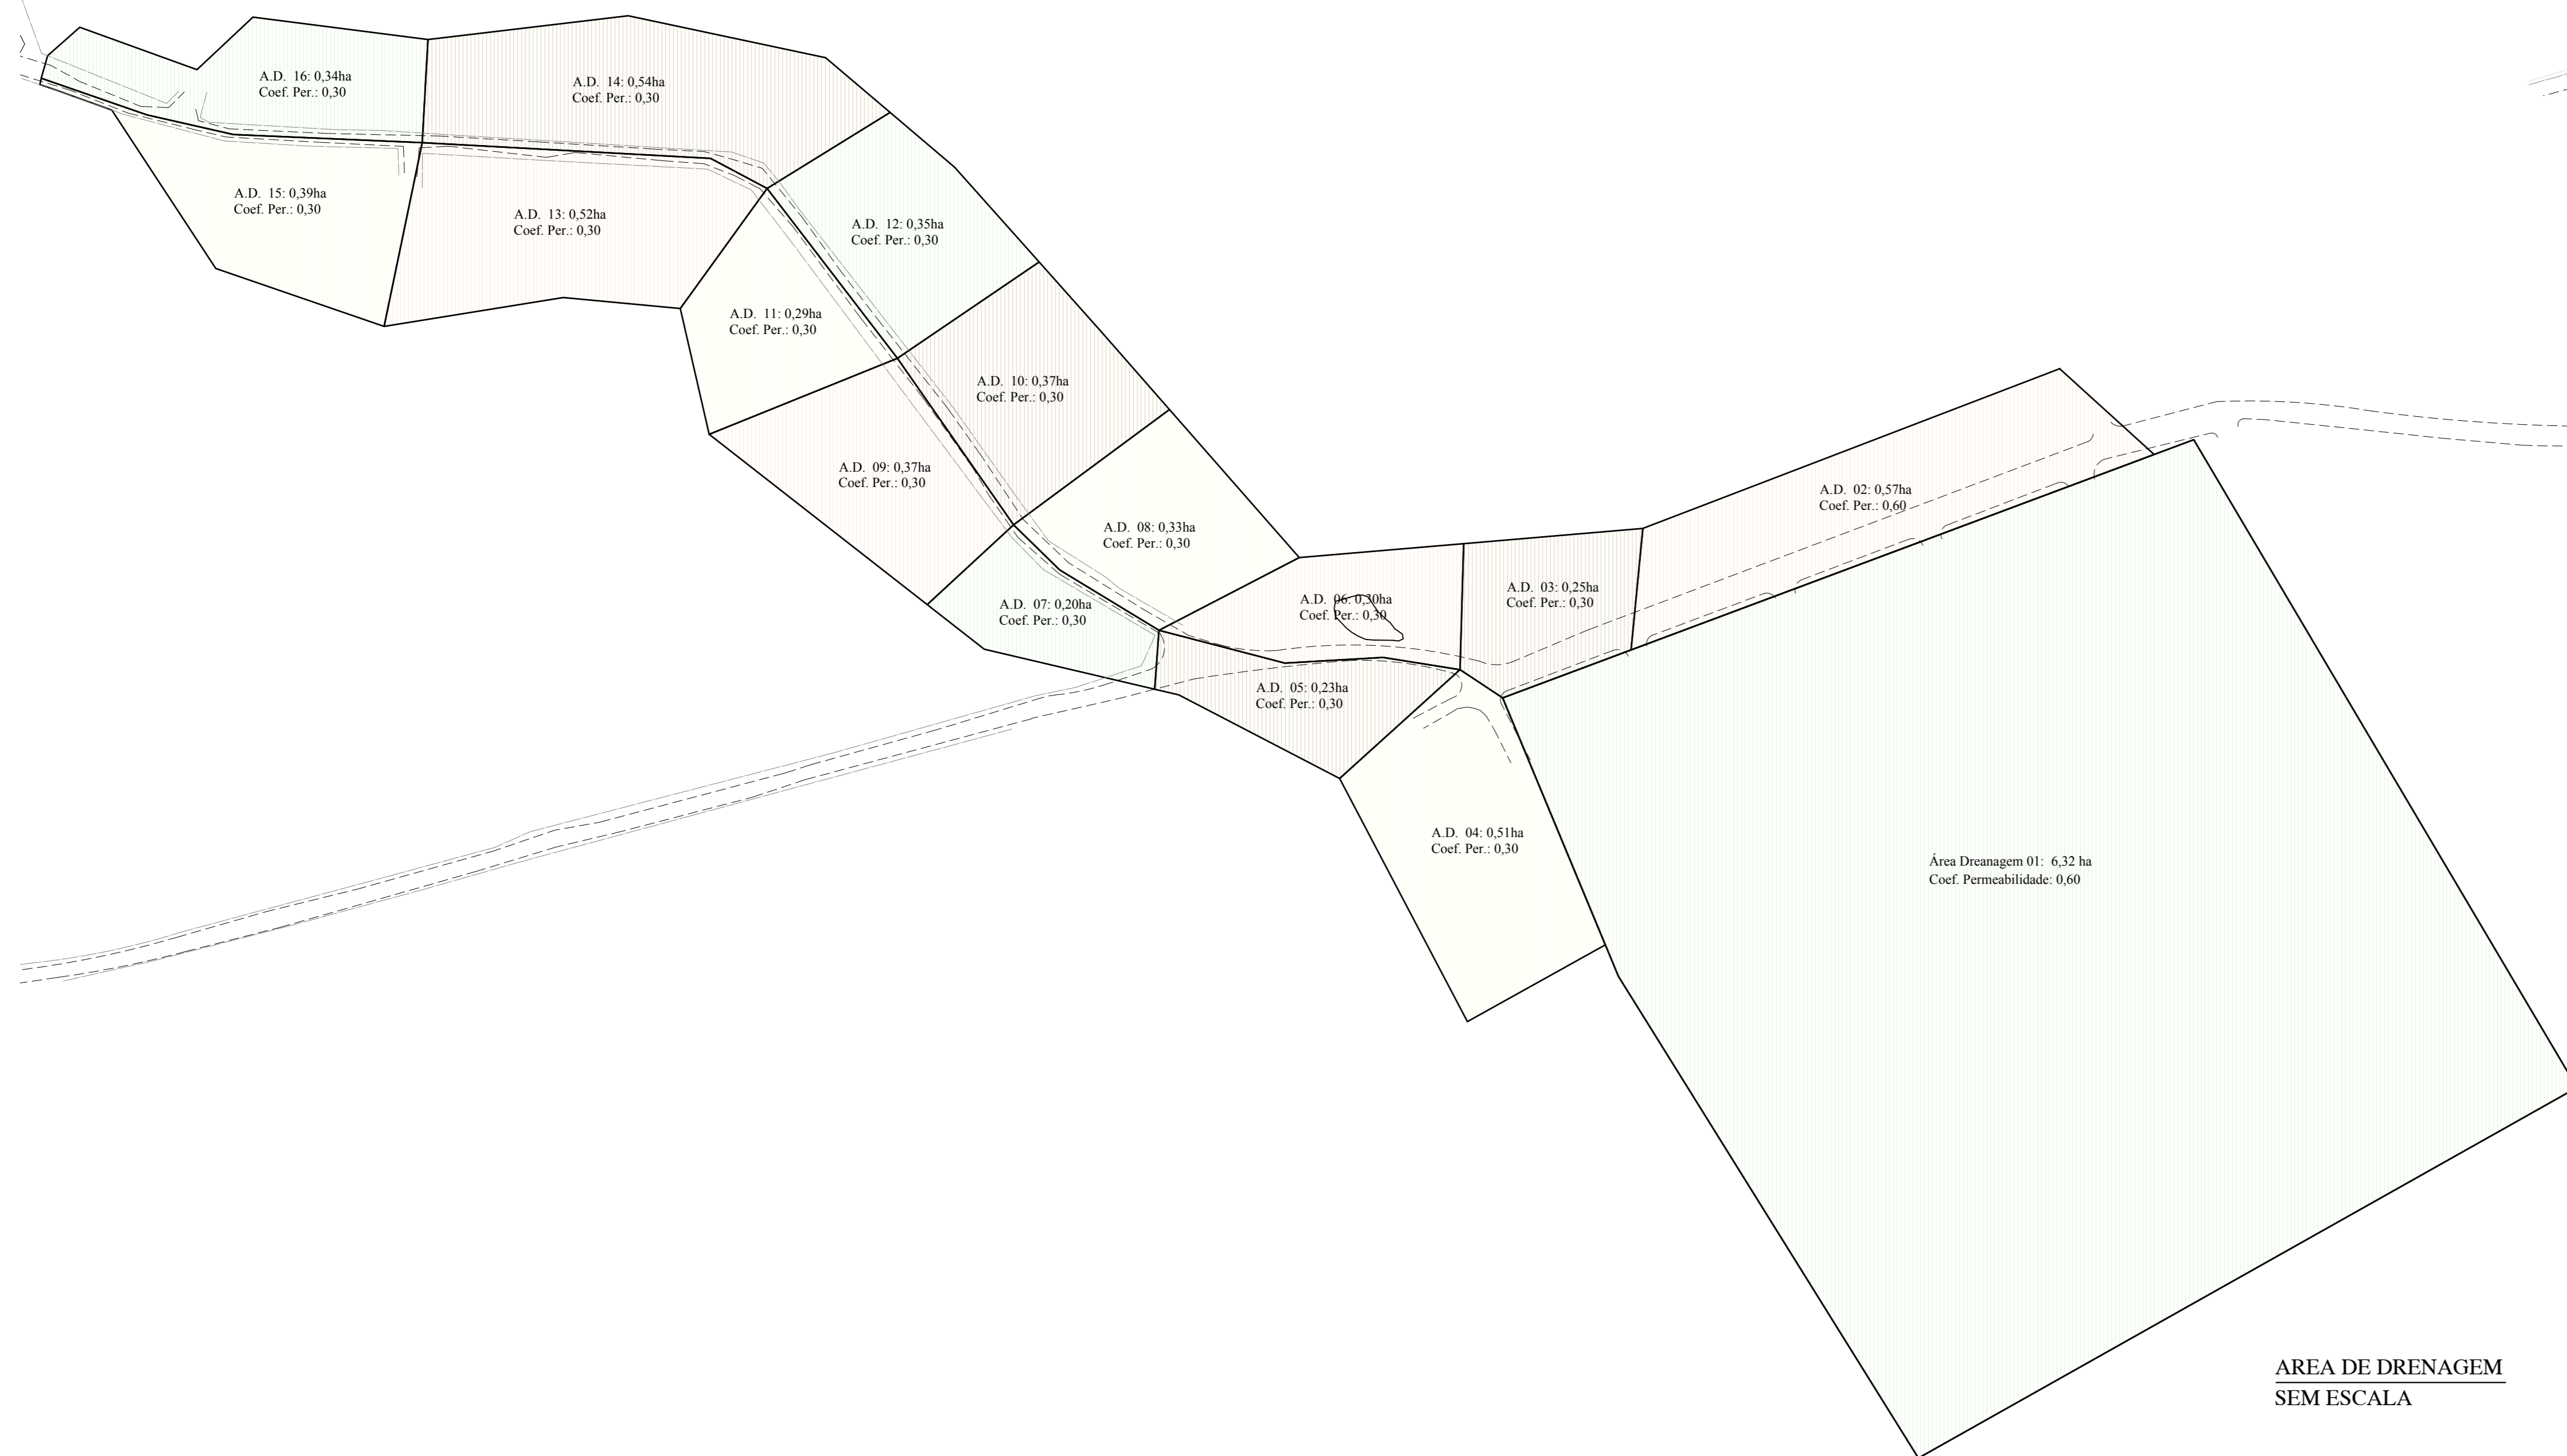 A.D. 16: 0,34ha
Coef. Per.: 0,30
A.D. 14: 0,54ha
Coef. Per.: 0,30
A.D. 15: 0,39ha
Coef. Per.: 0,30
A.D. 13: 0,52ha
Coef. Per.: 0,30
A.D. 12: 0,35ha
Coef. Per.: 0,30
A.D. 11: 0,29ha
Coef. Per.: 0,30
A.D. 10: 0,37ha
Coef. Per.: 0,30
A.D. 09: 0,37ha
Coef. Per.: 0,30
A.D. 02: 0,57ha
Coef. Per.: 0,60
A.D. 08: 0,33ha
Coef. Per.: 0,30
A.D. 03: 0,25ha
Coef. Per.: 0,30
A.D. 06: 0,30ha
Coef. Per.: 0,30
A.D. 07: 0,20ha
Coef. Per.: 0,30
A.D. 05: 0,23ha
Coef. Per.: 0,30
A.D. 04: 0,51ha
Coef. Per.: 0,30
Área Dreanagem 01: 6,32 ha
Coef. Permeabilidade: 0,60
AREA DE DRENAGEM
SEM ESCALA